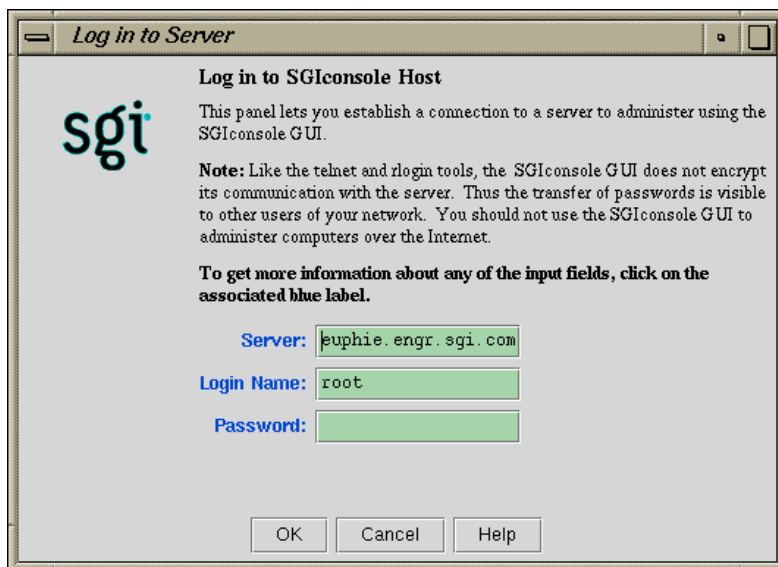 Log in to Server
sgi
Log in to SGIconsole Host
This panel lets you establish a connection to a server to administer using the
SGIconsole GUI.
Note: Like the telnet and rlogin tools, the SGIconsole GUI does not encrypt
its communication with the server. Thus the transfer of passwords is visible
to other users of your network. You should not use the SGIconsole GUI to
administer computers over the Internet.
To get more information about any of the input fields, click on the
associated blue label.
Server: euphie.engr.sgi.com
Login Name: root
Password:
OK Cancel Help